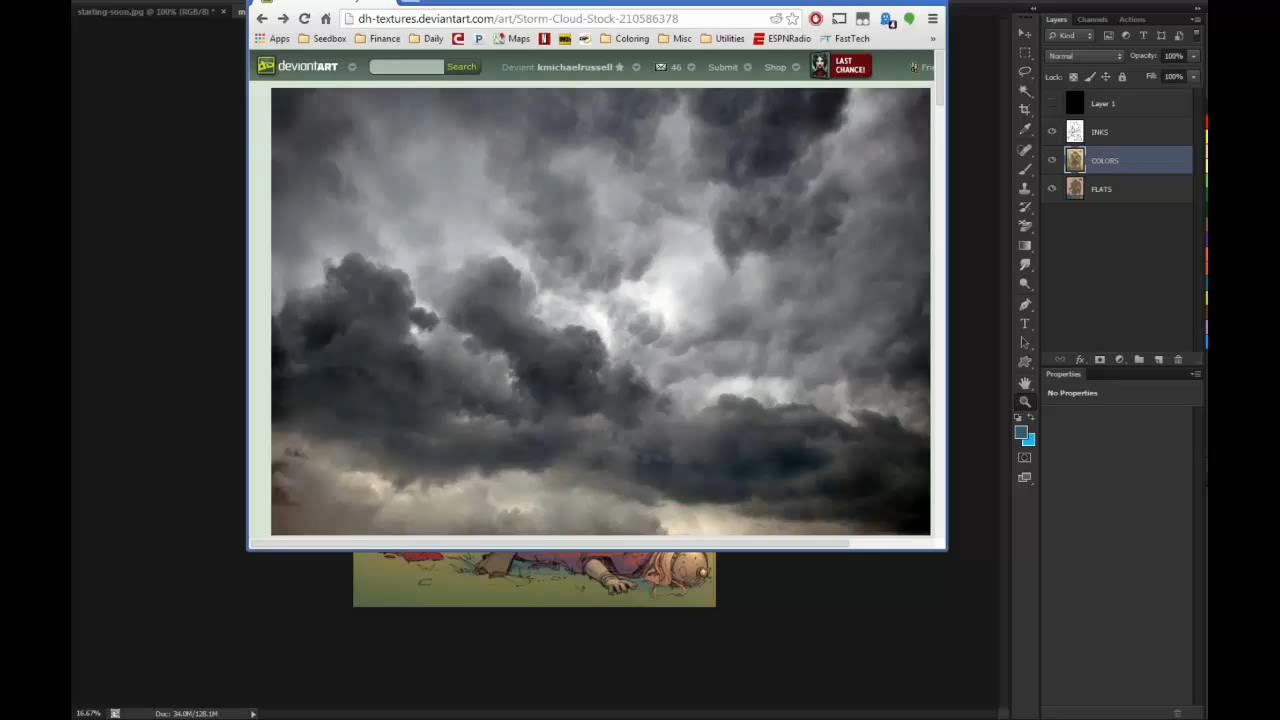 starting-soon.jpg @ 100% (RGB/8) * ×
dh-textures.deviantart.com/art/Storm-Cloud-Stock-210586378
Apps Seedbox Finance Daily Maps Coloring Misc Utilities ESPNRadio FastTech »
deviantART Search Deviant kmichaelrussell 46 Submit Shop LAST CHANCE! Frie
Layers Channels Actions
Kind
Normal Opacity: 100%
Lock: Fill: 100%
Layer 1
INKS
COLORS
FLATS
Properties
No Properties
16.67% Doc: 34.0M/128.1M